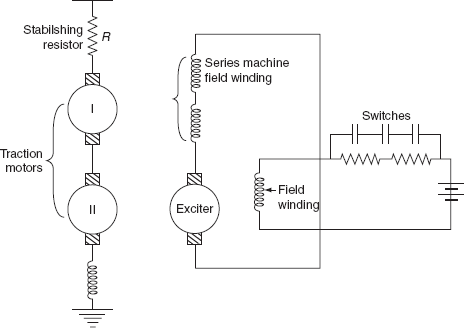 Stabilshing
resistor
R
I
Traction
motors
II
Series machine
field winding
Exciter
Field
winding
Switches